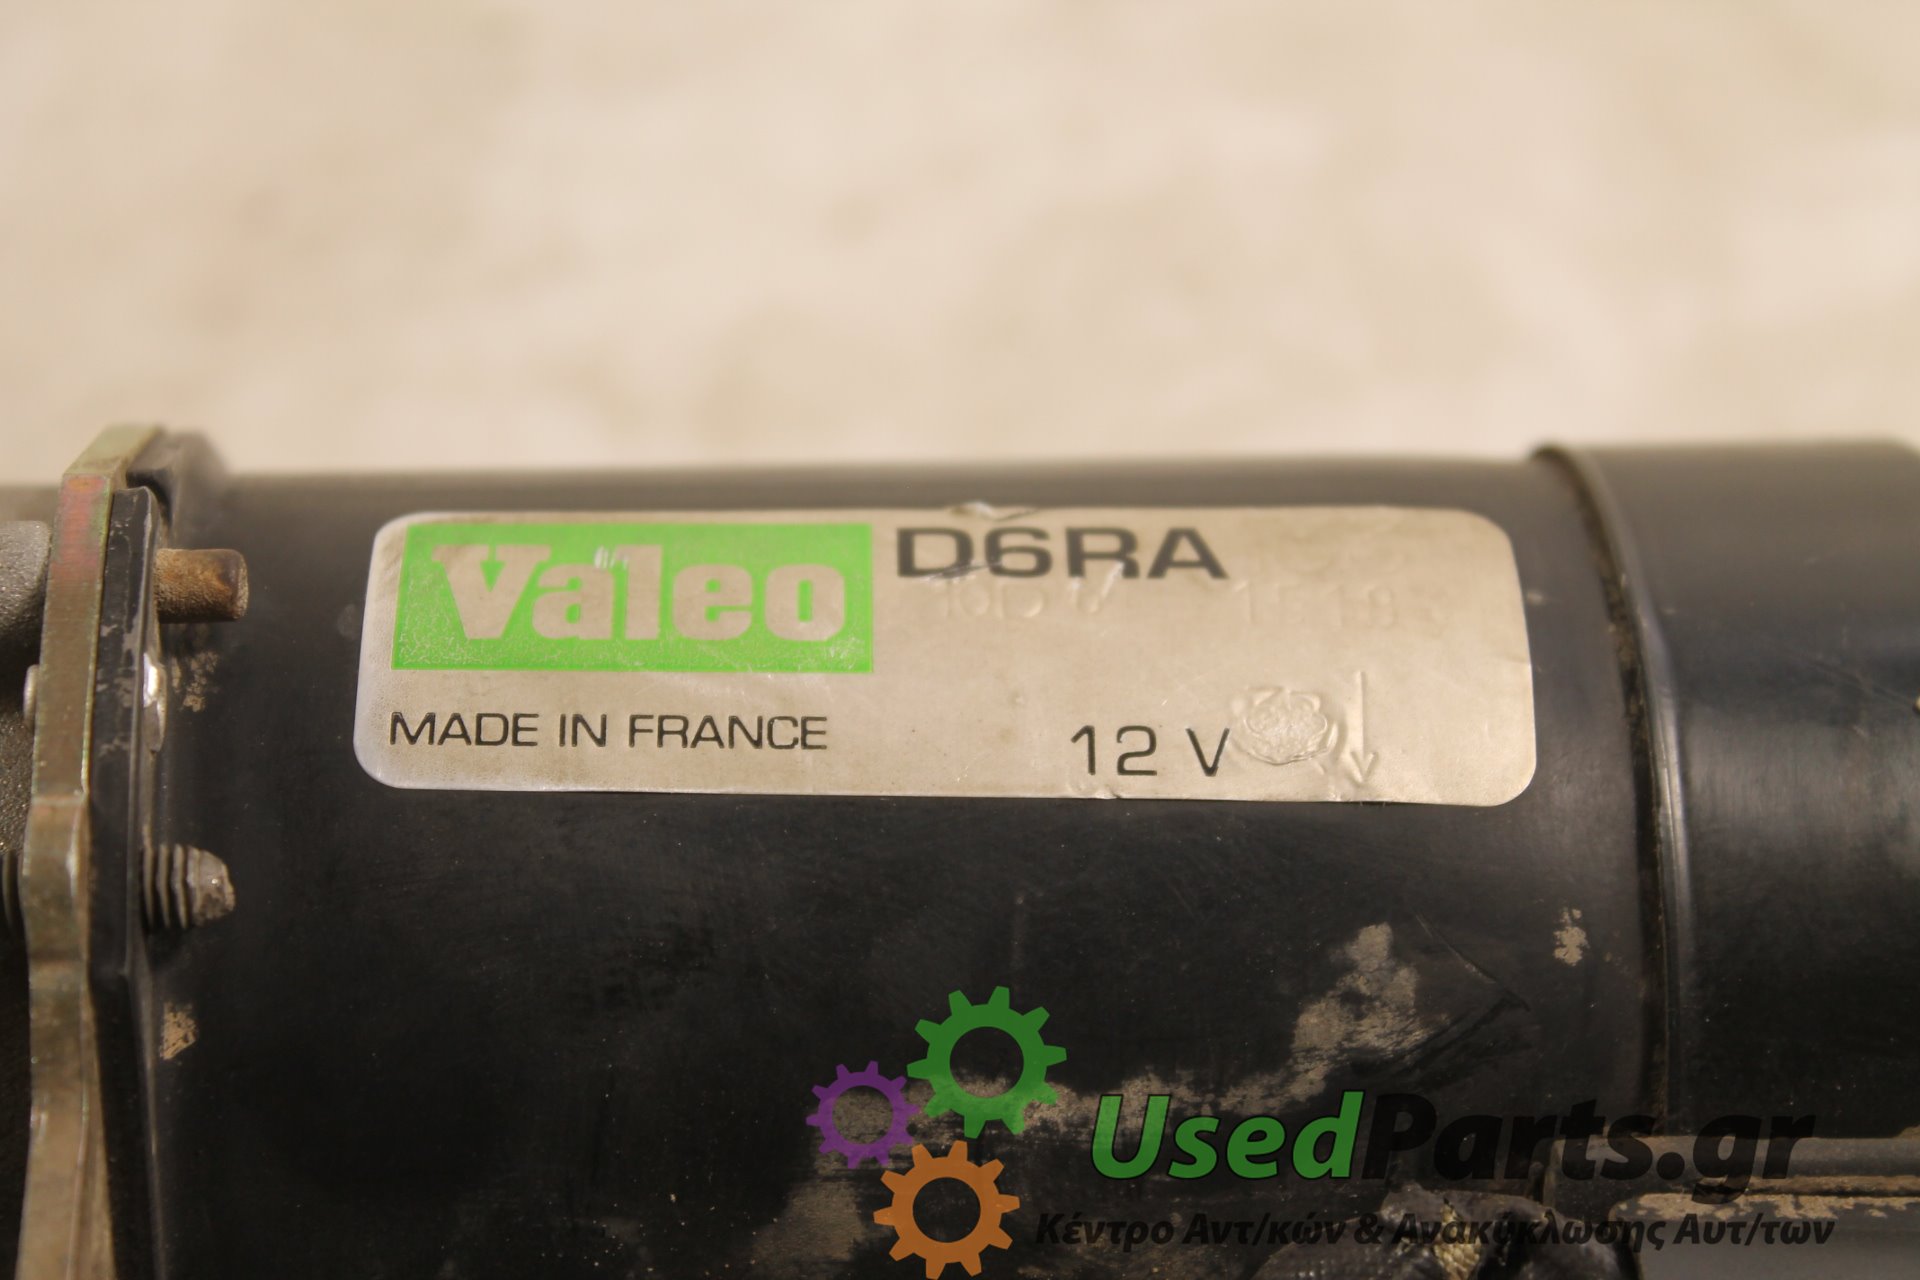 Valeo D6RA
MADE IN FRANCE 12 V
UsedParts.gr
Κέντρο Αντ/κών & Ανακύκλωσης Αυτ/των